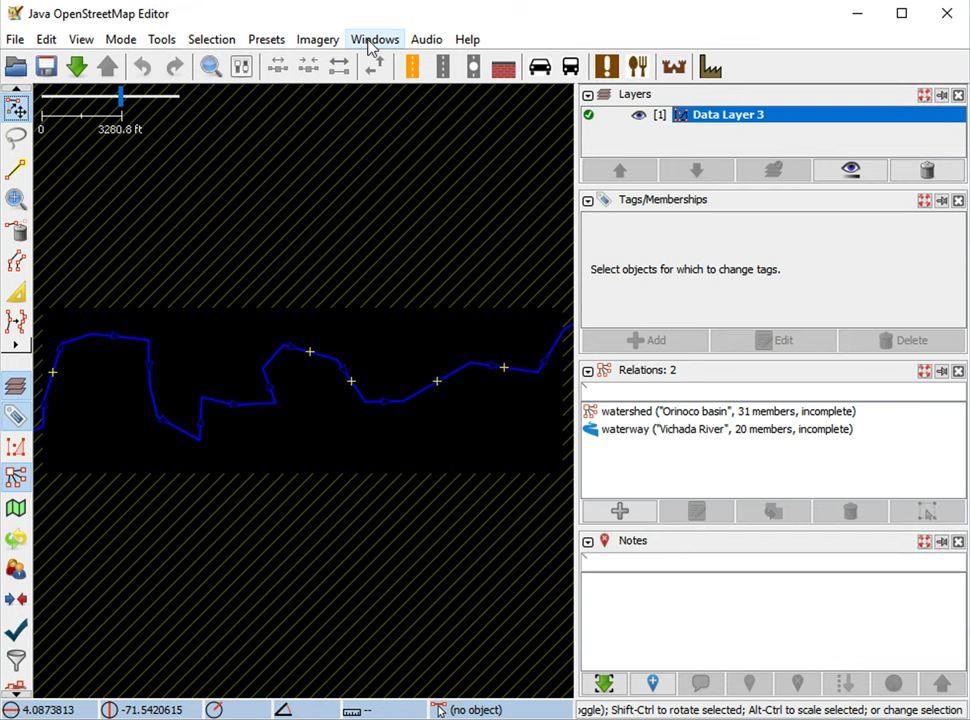 Java OpenStreetMap Editor
File Edit View Mode Tools Selection Presets Imagery Windows Audio Help
0 3280.8 ft
Layers
[1] Data Layer 3
Tags/Memberships
Select objects for which to change tags.
Add Edit Delete
Relations: 2
watershed ("Orinoco basin", 31 members, incomplete)
waterway ("Vichada River", 20 members, incomplete)
Notes
4.0873813 -71.5420615 -- (no object) oggle); Shift-Ctrl to rotate selected; Alt-Ctrl to scale selected; or change selection